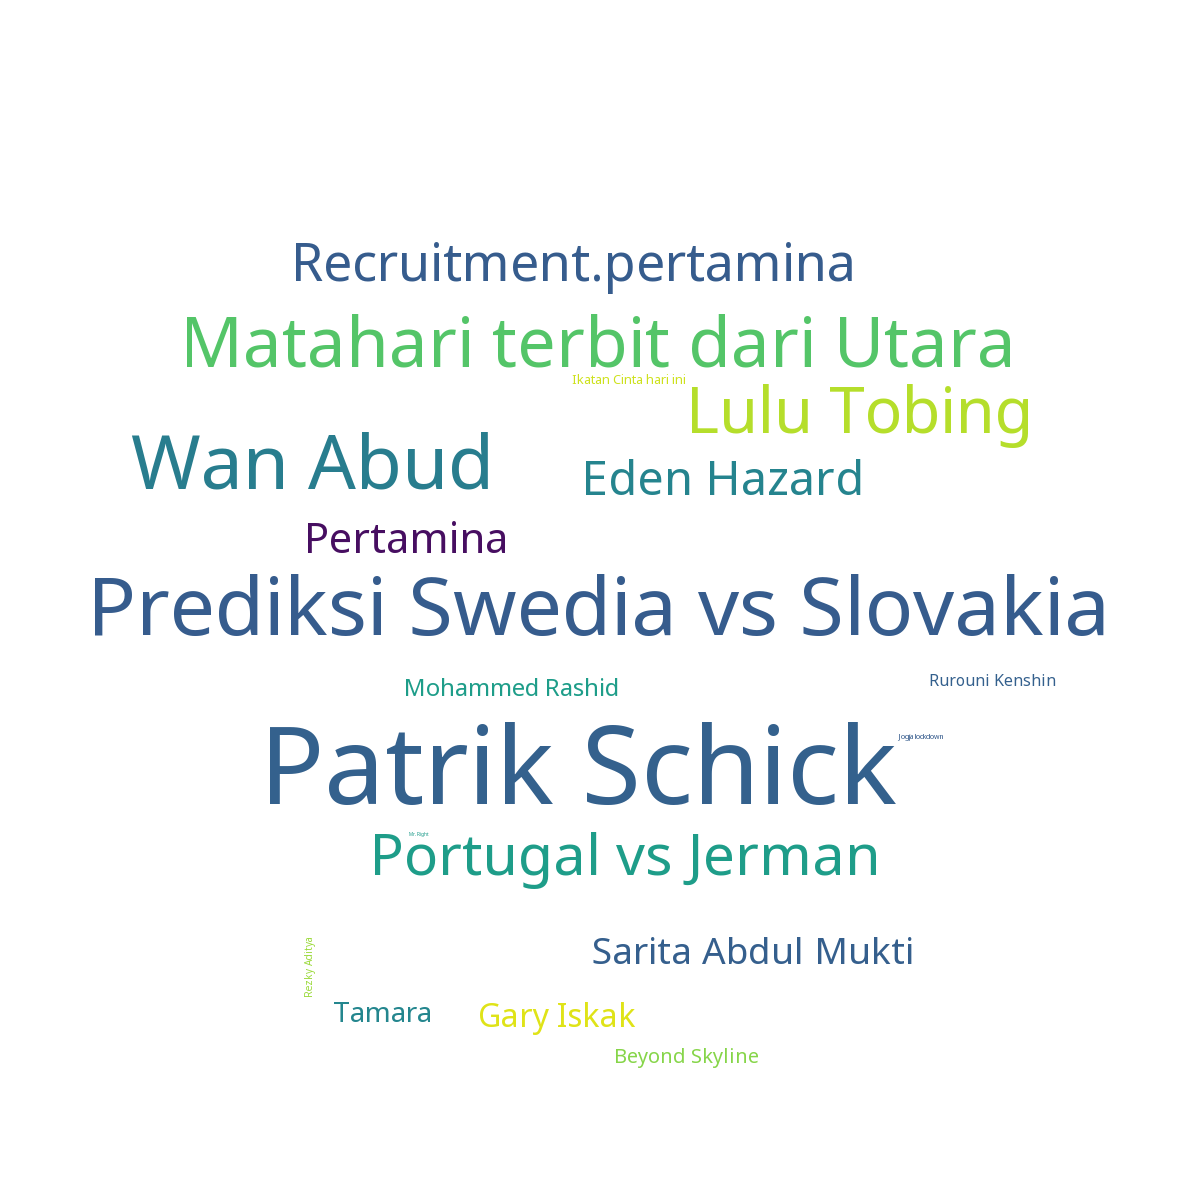 Recruitment.pertamina
Matahari terbit dari Utara
Ikatan Cinta hari ini
Lulu Tobing
Wan Abud
Eden Hazard
Pertamina
Prediksi Swedia vs Slovakia
Mohammed Rashid
Rurouni Kenshin
Patrik Schick
Jogja lockdown
Mr. Right
Portugal vs Jerman
Rezky Aditya
Sarita Abdul Mukti
Tamara
Gary Iskak
Beyond Skyline